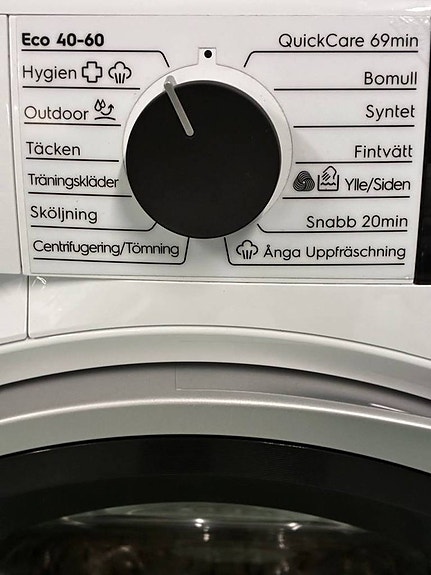 Eco 40-60
Hygien
Outdoor
Täcken
Träningskläder
Sköljning
Centrifugering/Tömning
QuickCare 69min
Bomull
Syntet
Fintvätt
Ylle/Siden
Snabb 20min
Ånga Uppfräschning